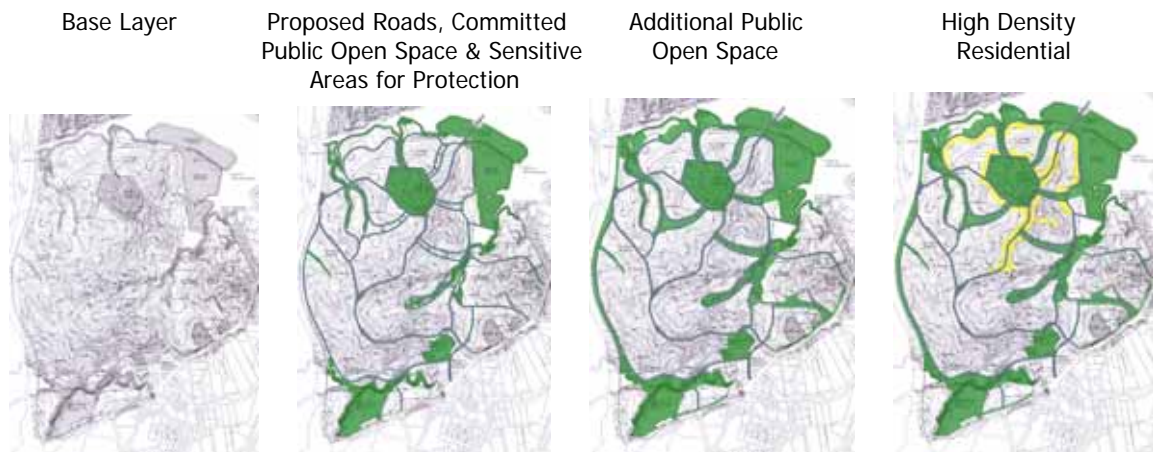 Base Layer
Proposed Roads, Committed
Public Open Space & Sensitive
Areas for Protection
Additional Public
Open Space
High Density
Residential